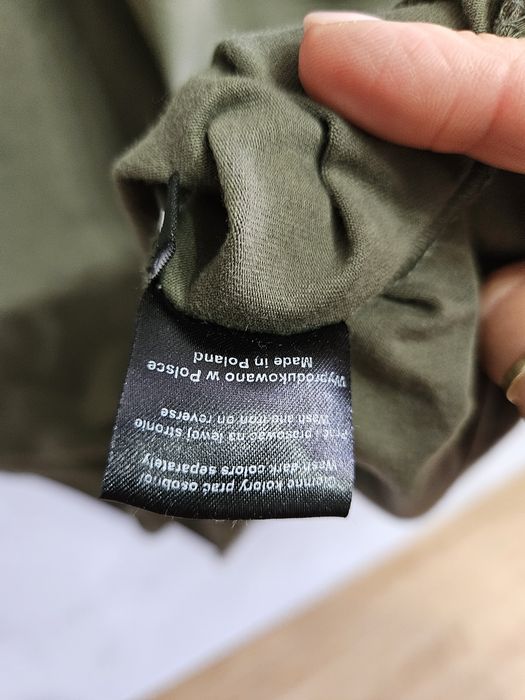 Ciemne kolory prać osobno/
Wash dark colors separately
Prać i prasować na lewej stronie
Wash and iron on reverse
Wyprodukowano w Polsce
Made in Poland